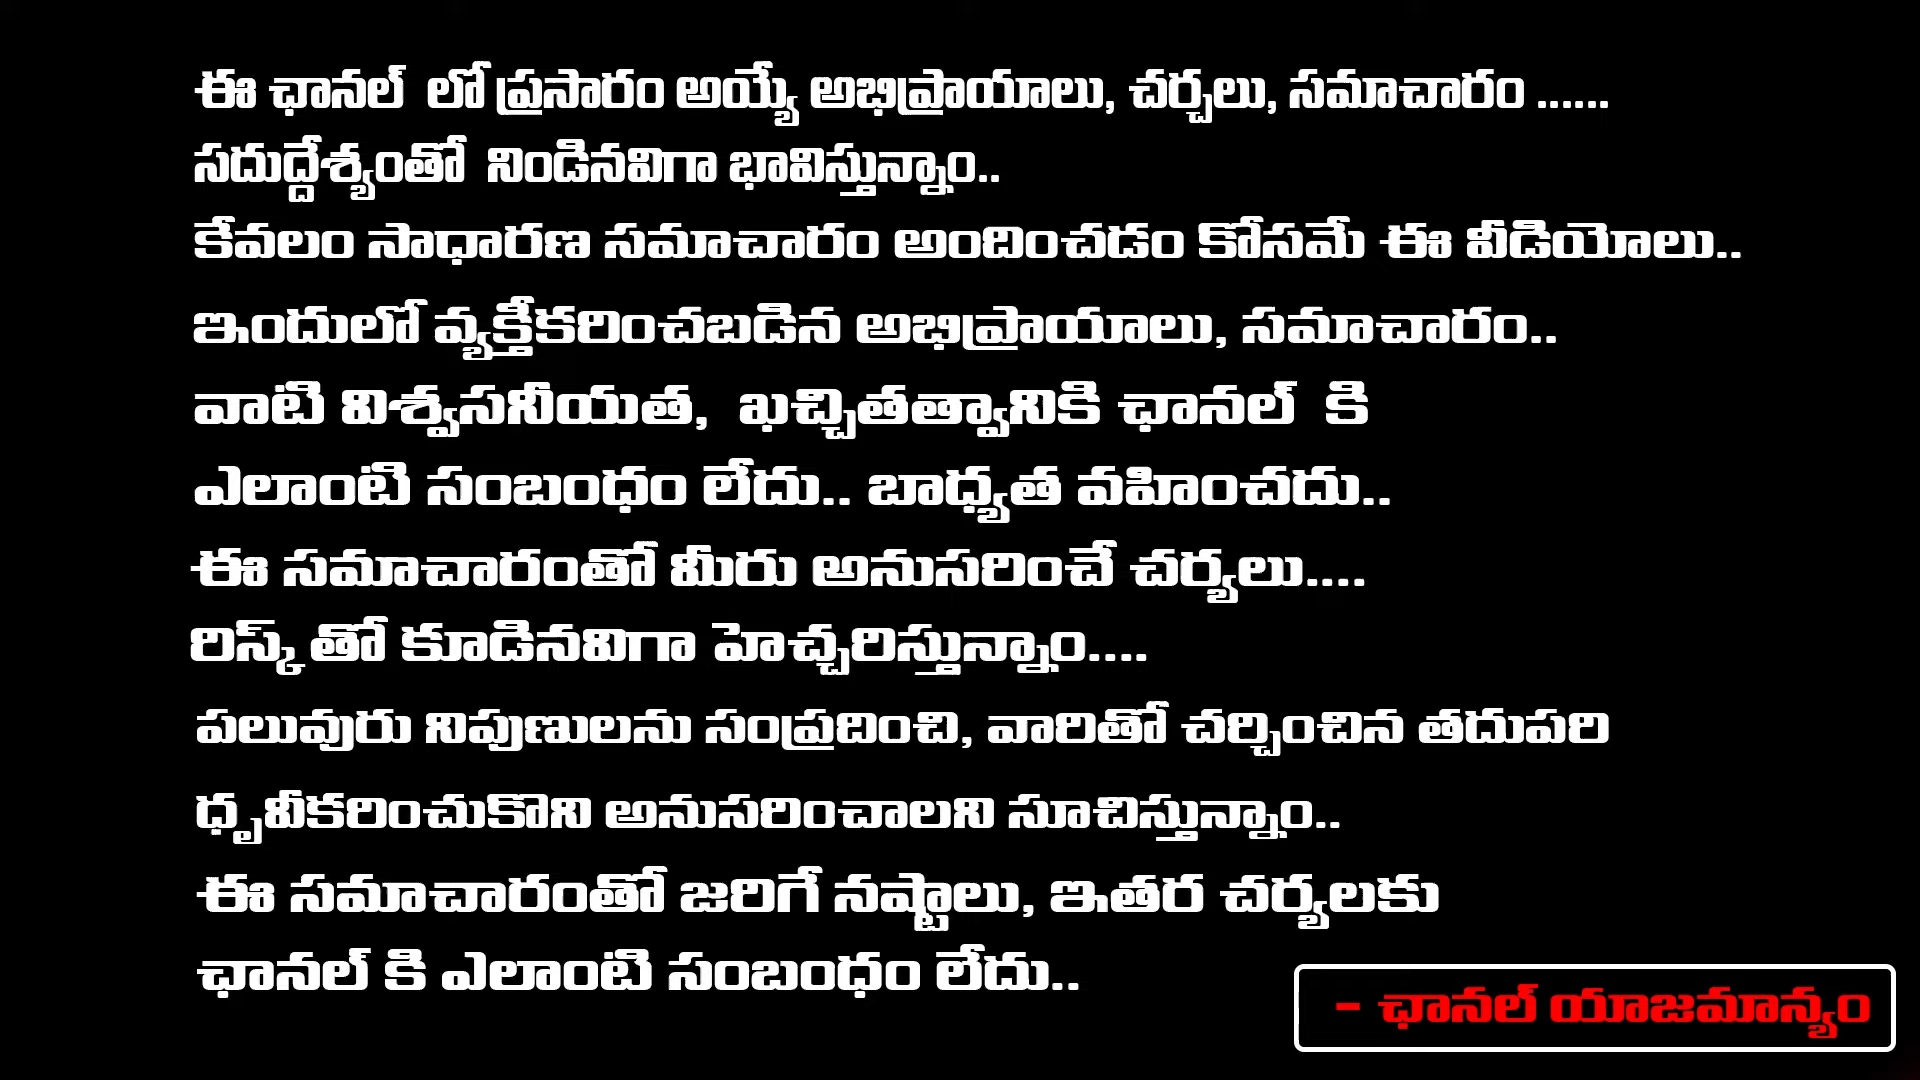 ఈ ఛానల్ లో ప్రసారం అయ్యే అభిప్రాయాలు, చర్చలు, సమాచారం ......
సదుద్దేశ్యంతో నిండినవిగా భావిస్తున్నాం..
కేవలం సాధారణ సమాచారం అందించడం కోసమే ఈ వీడియోలు..
ఇందులో వ్యక్తీకరించబడిన అభిప్రాయాలు, సమాచారం..
వాటి విశ్వసనీయత, ఖచ్చితత్వానికి ఛానల్ కి
ఎలాంటి సంబంధం లేదు.. బాధ్యత వహించదు..
ఈ సమాచారంతో మీరు అనుసరించే చర్యలు....
రిస్క్ తో కూడినవిగా హెచ్చరిస్తున్నాం....
పలువురు నిపుణులను సంప్రదించి, వారితో చర్చించిన తదుపరి
ధృవీకరించుకొని అనుసరించాలని సూచిస్తున్నాం..
ఈ సమాచారంతో జరిగే నష్టాలు, ఇతర చర్యలకు
ఛానల్ కి ఎలాంటి సంబంధం లేదు..
- ఛానల్ యాజమాన్యం